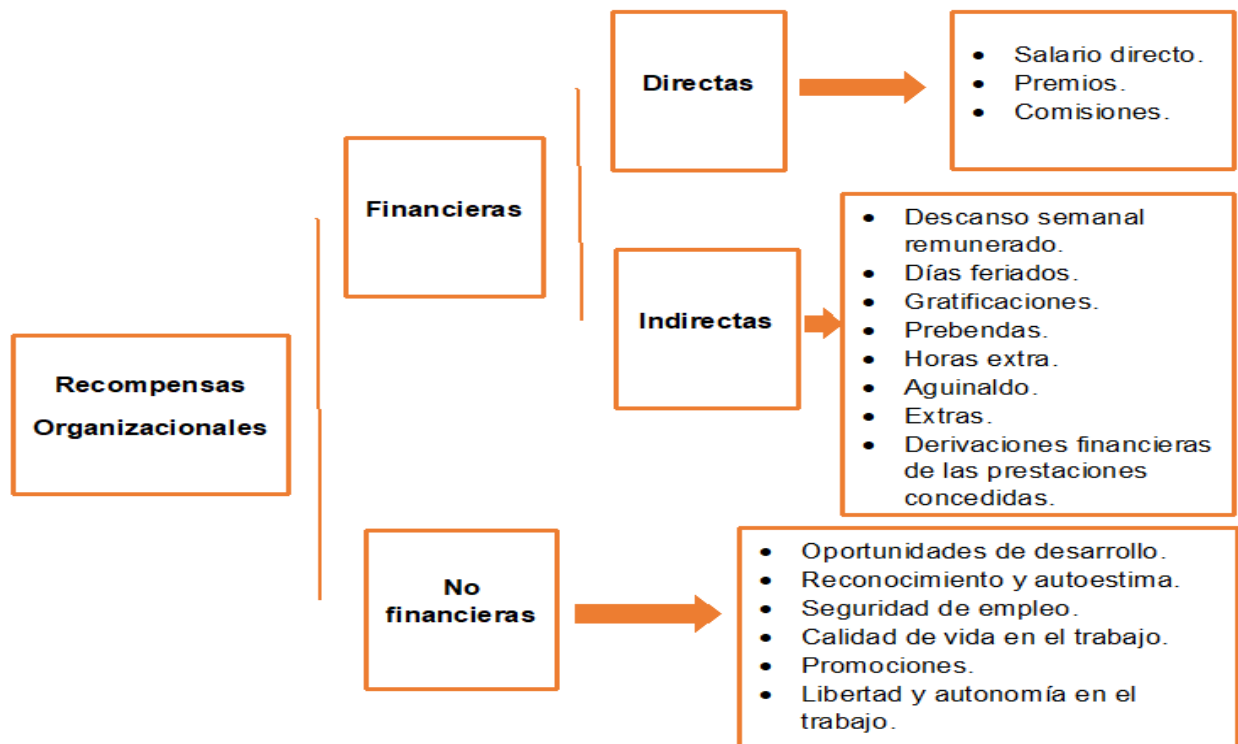 Recompensas
Organizacionales
Financieras
Directas
• Salario directo.
• Premios.
• Comisiones.
Indirectas
• Descanso semanal
remunerado.
• Días feriados.
• Gratificaciones.
• Prebendas.
• Horas extra.
• Aguinaldo.
• Extras.
• Derivaciones financieras
de las prestaciones
concedidas.
No
financieras
• Oportunidades de desarrollo.
• Reconocimiento y autoestima.
• Seguridad de empleo.
• Calidad de vida en el trabajo.
• Promociones.
• Libertad y autonomía en el
trabajo.